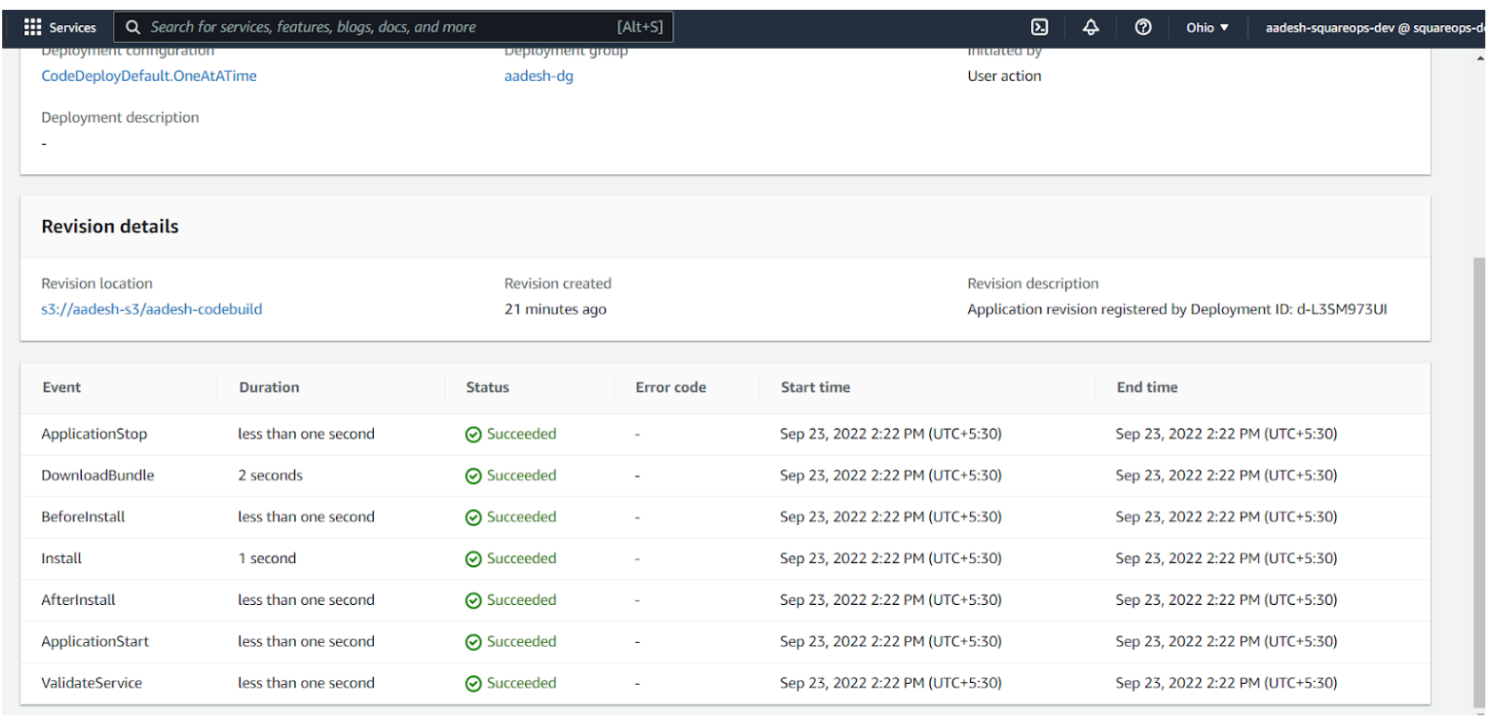 Services Search for services, features, blogs, docs, and more [Alt+S] Ohio ▼ aadesh-squareops-dev @ squareops-d
Deployment configuration Deployment group Initiated by
CodeDeployDefault.OneAtATime aadesh-dg User action
Deployment description
-
Revision details
Revision location Revision created Revision description
s3://aadesh-s3/aadesh-codebuild 21 minutes ago Application revision registered by Deployment ID: d-L3SM973UI
Event Duration Status Error code Start time End time
ApplicationStop less than one second Succeeded - Sep 23, 2022 2:22 PM (UTC+5:30) Sep 23, 2022 2:22 PM (UTC+5:30)
DownloadBundle 2 seconds Succeeded - Sep 23, 2022 2:22 PM (UTC+5:30) Sep 23, 2022 2:22 PM (UTC+5:30)
BeforeInstall less than one second Succeeded - Sep 23, 2022 2:22 PM (UTC+5:30) Sep 23, 2022 2:22 PM (UTC+5:30)
Install 1 second Succeeded - Sep 23, 2022 2:22 PM (UTC+5:30) Sep 23, 2022 2:22 PM (UTC+5:30)
AfterInstall less than one second Succeeded - Sep 23, 2022 2:22 PM (UTC+5:30) Sep 23, 2022 2:22 PM (UTC+5:30)
ApplicationStart less than one second Succeeded - Sep 23, 2022 2:22 PM (UTC+5:30) Sep 23, 2022 2:22 PM (UTC+5:30)
ValidateService less than one second Succeeded - Sep 23, 2022 2:22 PM (UTC+5:30) Sep 23, 2022 2:22 PM (UTC+5:30)